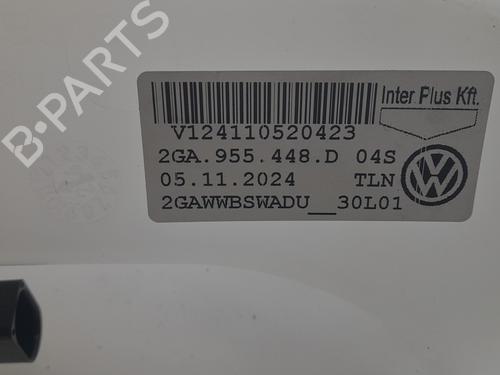 B-PARTS
Inter Plus Kft.
V124110520423
2GA.955.448.D 04S
05.11.2024 TLN
2GAWWBSWADU__30L01